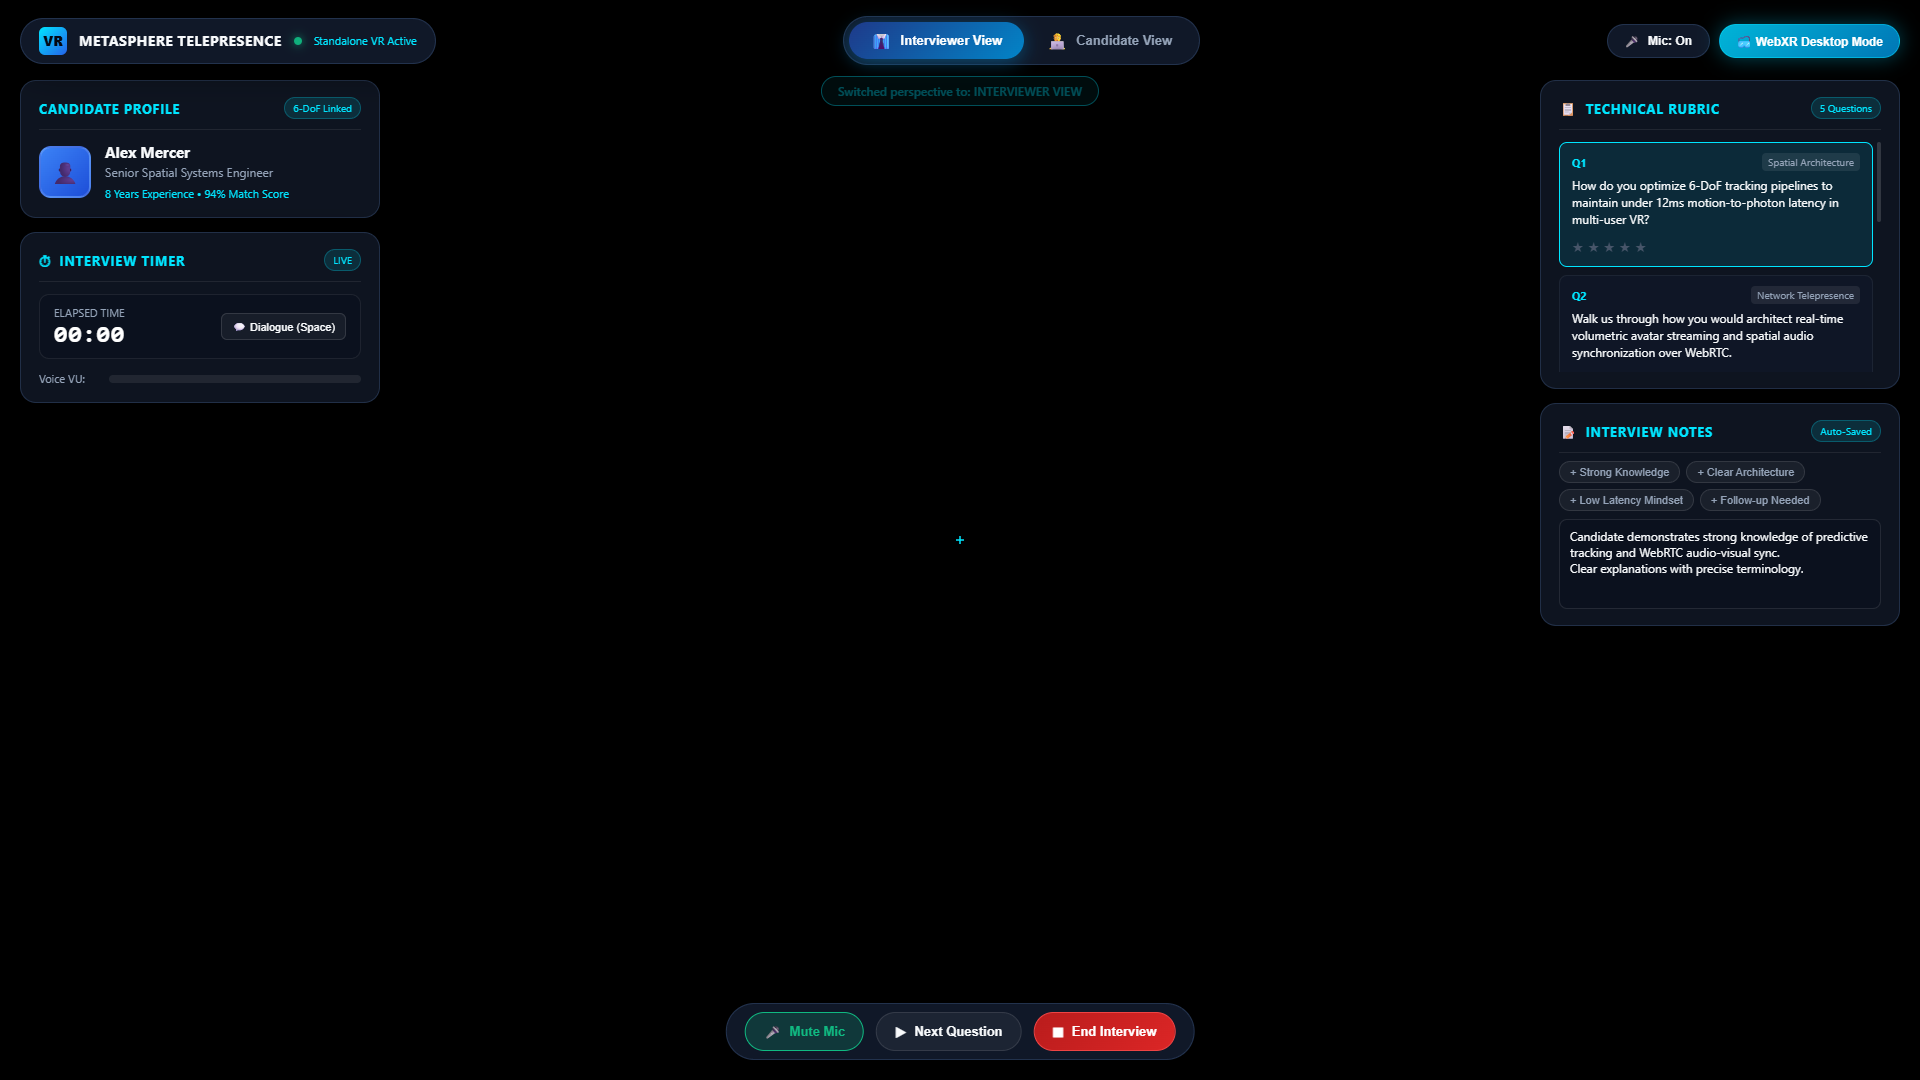 VR METASPHERE TELEPRESENCE Standalone VR Active
Interviewer View
Candidate View
Mic: On
WebXR Desktop Mode
Switched perspective to: INTERVIEWER VIEW
CANDIDATE PROFILE
6-DoF Linked
Alex Mercer
Senior Spatial Systems Engineer
8 Years Experience • 94% Match Score
INTERVIEW TIMER
LIVE
ELAPSED TIME
00:00
Dialogue (Space)
Voice VU:
TECHNICAL RUBRIC
5 Questions
Q1
Spatial Architecture
How do you optimize 6-DoF tracking pipelines to
maintain under 12ms motion-to-photon latency in
multi-user VR?
★ ★ ★ ★ ★
Q2
Network Telepresence
Walk us through how you would architect real-time
volumetric avatar streaming and spatial audio
synchronization over WebRTC.
INTERVIEW NOTES
Auto-Saved
+ Strong Knowledge
+ Clear Architecture
+ Low Latency Mindset
+ Follow-up Needed
Candidate demonstrates strong knowledge of predictive
tracking and WebRTC audio-visual sync.
Clear explanations with precise terminology.
+
Mute Mic
Next Question
End Interview